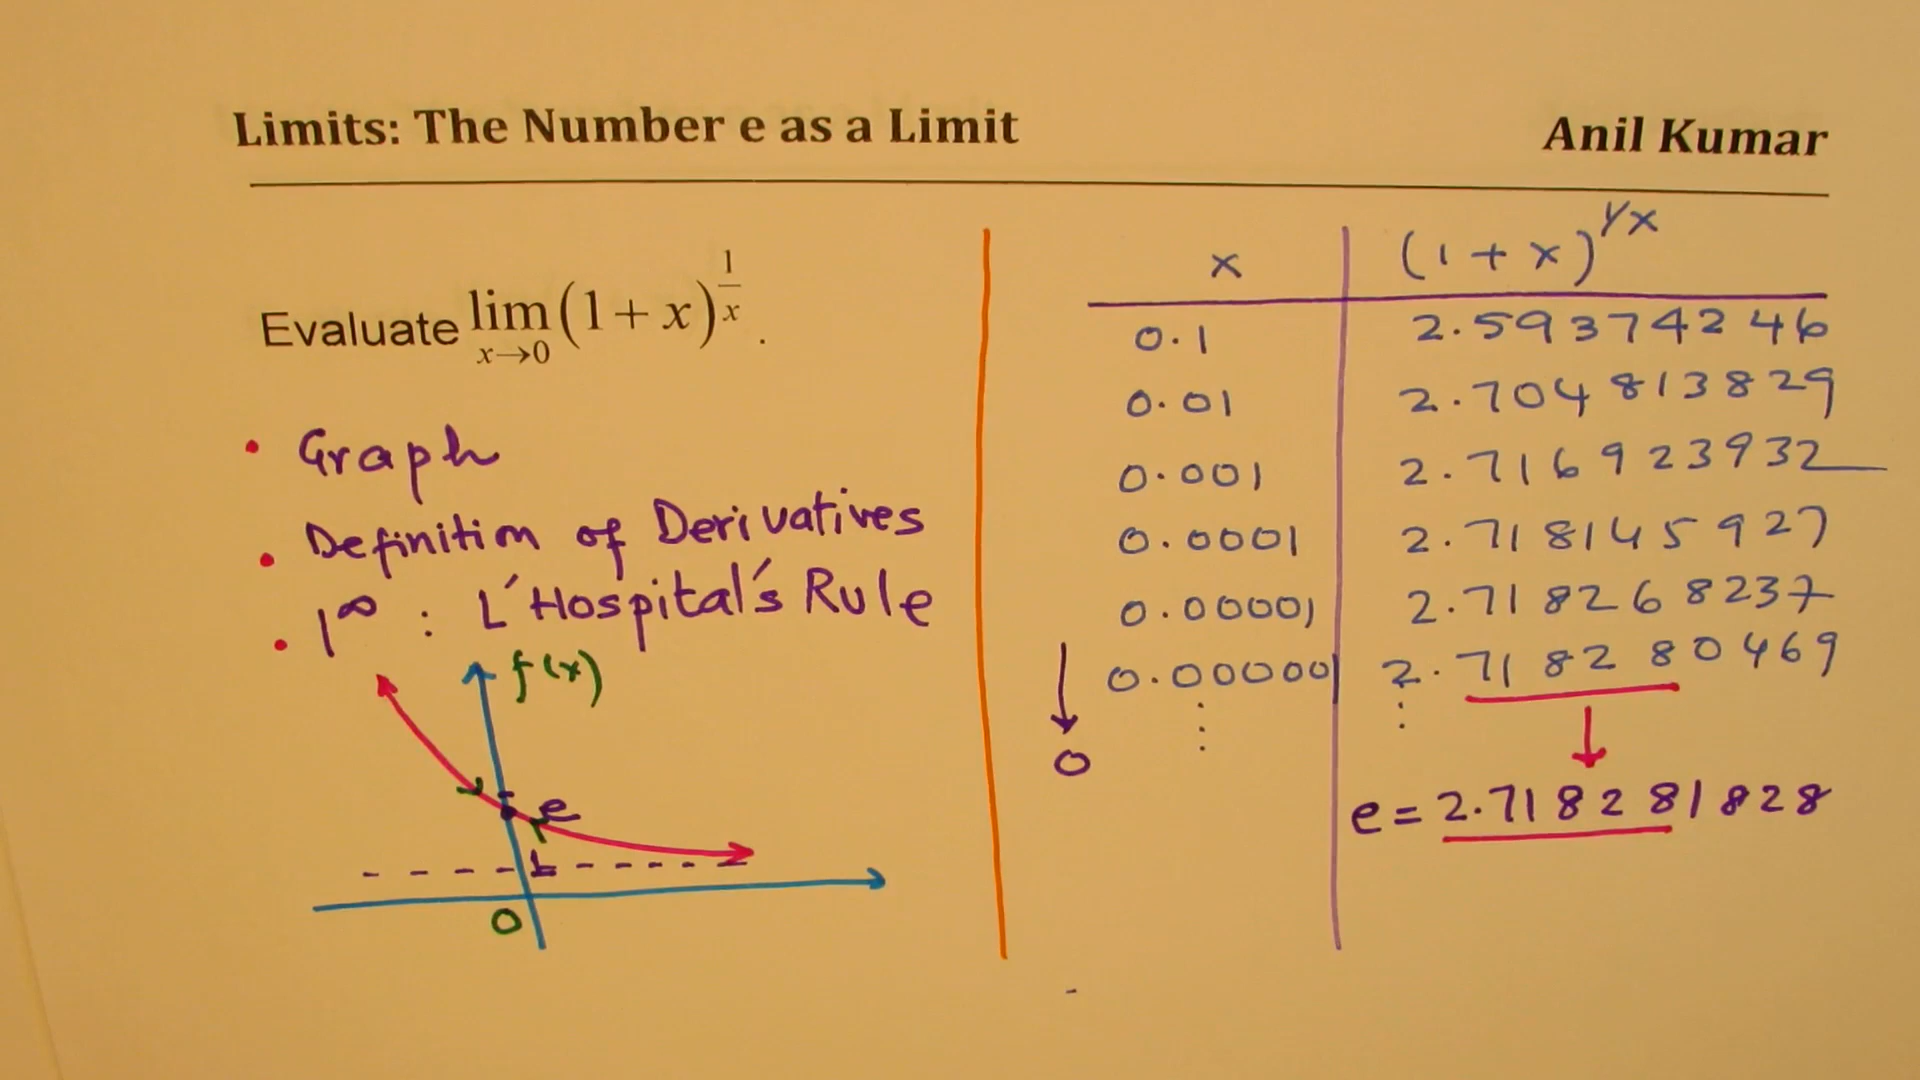 Limits: The Number e as a Limit
Anil Kumar
Evaluate lim x→0 (1 + x)^(1/x) .
• Graph
• Definition of Derivatives
• 1^∞ : L'Hospital's Rule
f(x)
e
1
0
x (1 + x)^1/x
0.1 2.59374246
0.01 2.704813829
0.001 2.716923932
0.0001 2.718145927
0.00001 2.718268237
0.000001 2.718280469
⋮ ⋮
0
e = 2.718281828